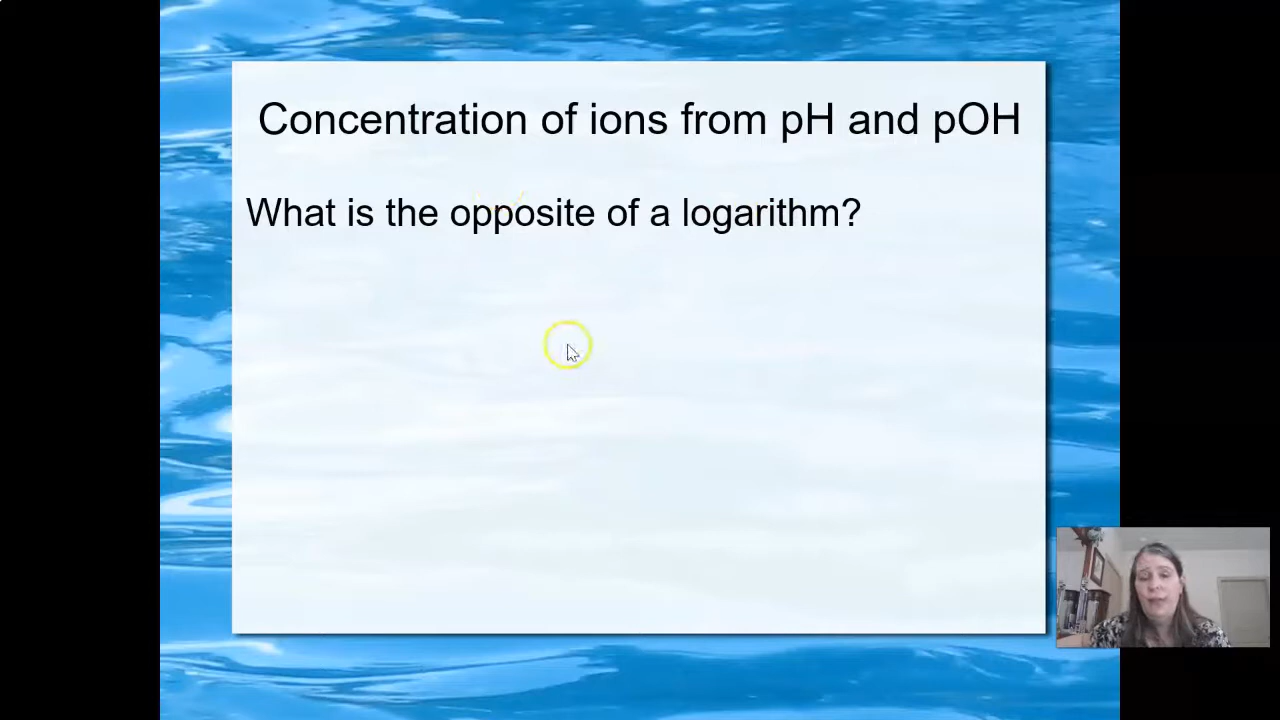 Concentration of ions from pH and pOH
What is the opposite of a logarithm?